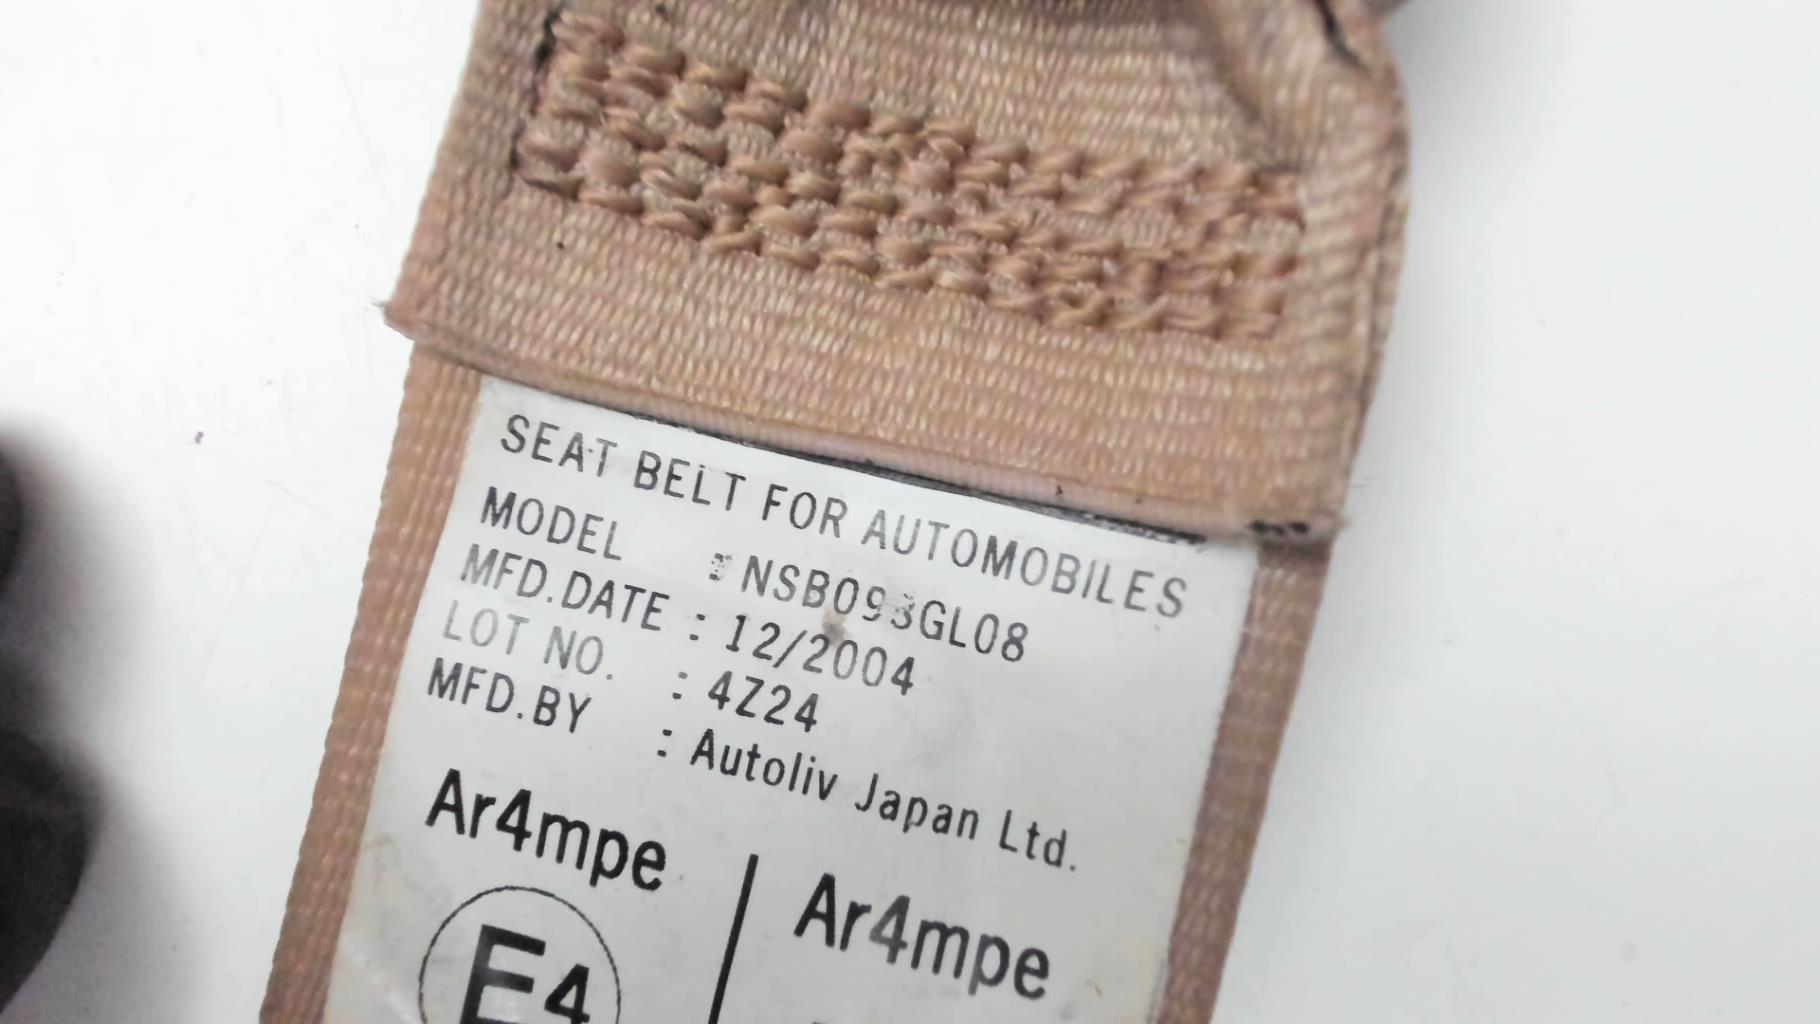 SEAT BELT FOR AUTOMOBILES
MODEL : NSB093GL08
MFD.DATE : 12/2004
LOT NO. : 4Z24
MFD.BY : Autoliv Japan Ltd.
Ar4mpe
Ar4mpe
E4